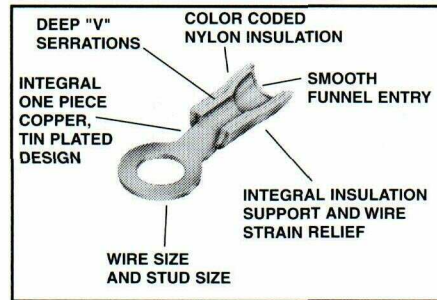 DEEP "V"
SERRATIONS
COLOR CODED
NYLON INSULATION
INTEGRAL
ONE PIECE
COPPER,
TIN PLATED
DESIGN
SMOOTH
FUNNEL ENTRY
INTEGRAL INSULATION
SUPPORT AND WIRE
STRAIN RELIEF
WIRE SIZE
AND STUD SIZE